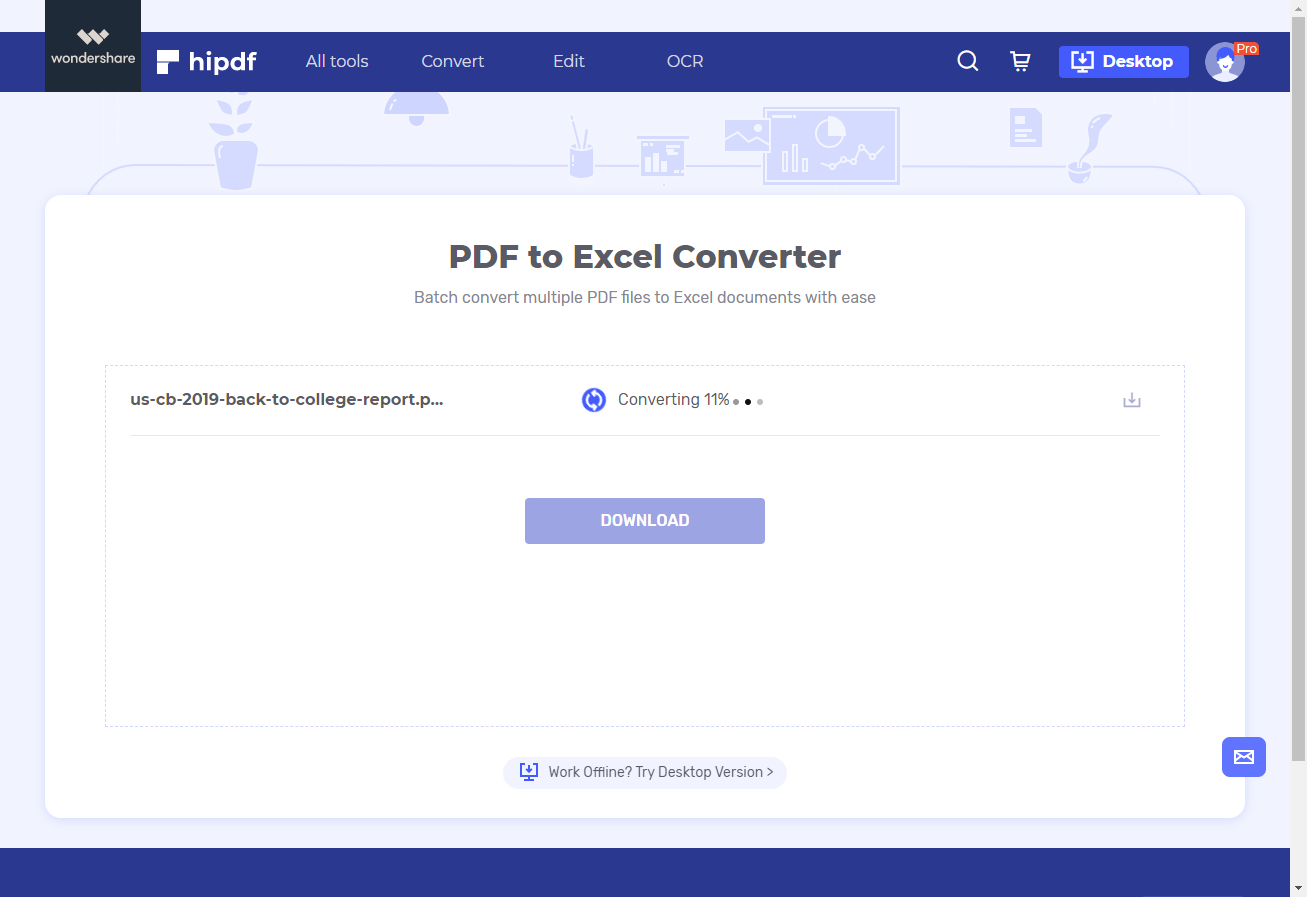 wondershare
hipdf
All tools
Convert
Edit
OCR
Desktop
Pro
PDF to Excel Converter
Batch convert multiple PDF files to Excel documents with ease
us-cb-2019-back-to-college-report.p...
Converting 11%
DOWNLOAD
Work Offline? Try Desktop Version >